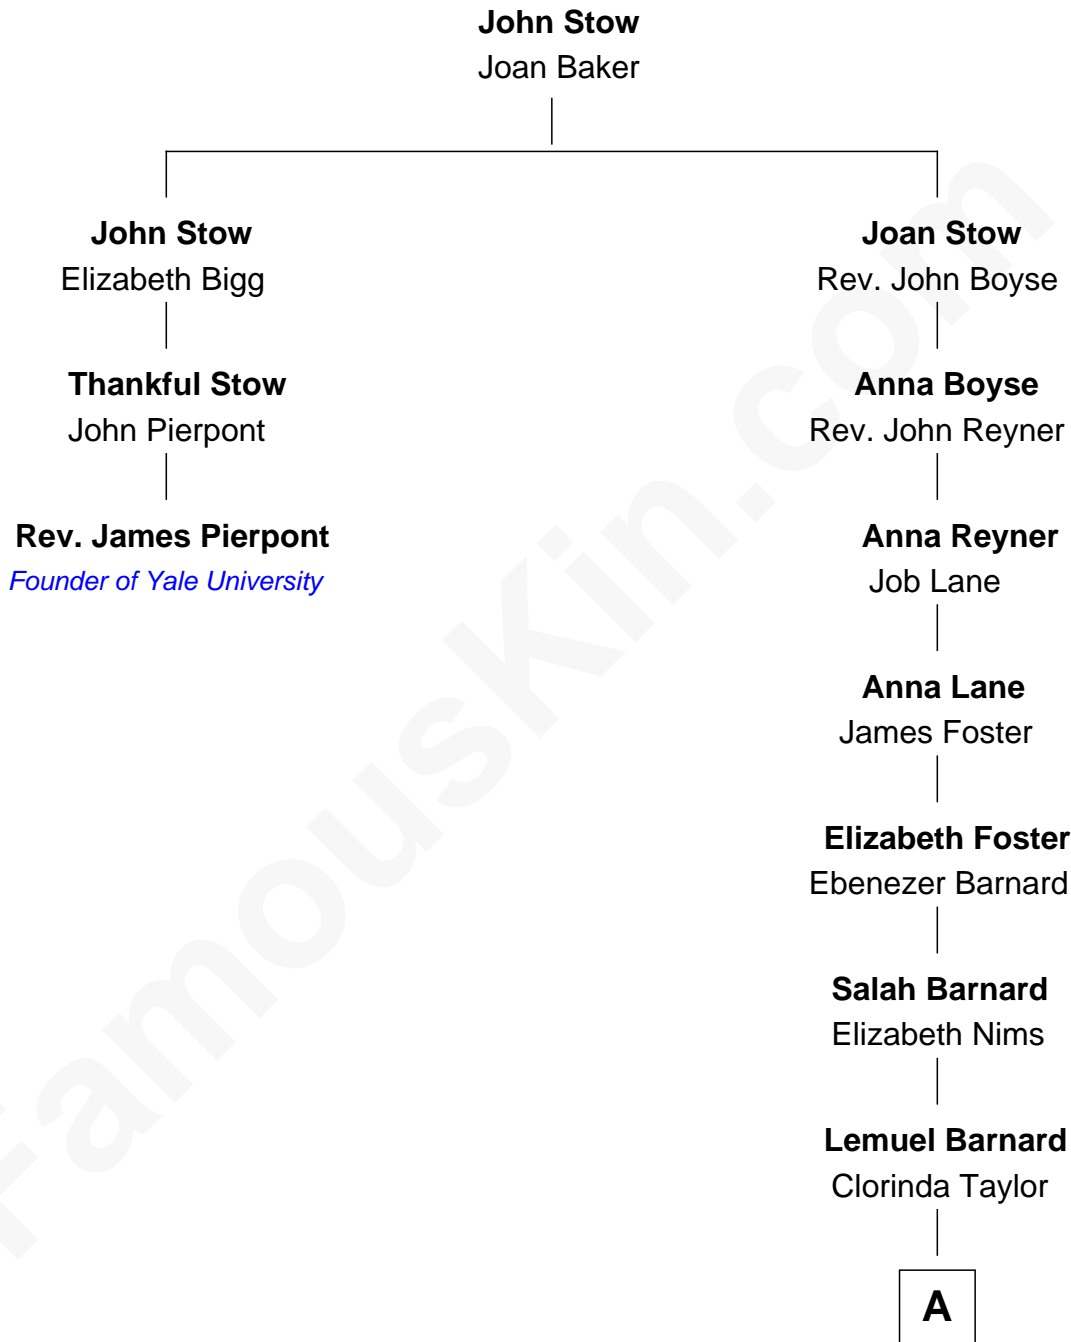 John Stow
Joan Baker
John Stow
Elizabeth Bigg
Thankful Stow
John Pierpont
Rev. James Pierpont
Founder of Yale University
Joan Stow
Rev. John Boyse
Anna Boyse
Rev. John Reyner
Anna Reyner
Job Lane
Anna Lane
James Foster
Elizabeth Foster
Ebenezer Barnard
Salah Barnard
Elizabeth Nims
Lemuel Barnard
Clorinda Taylor
A
FamousKin.com